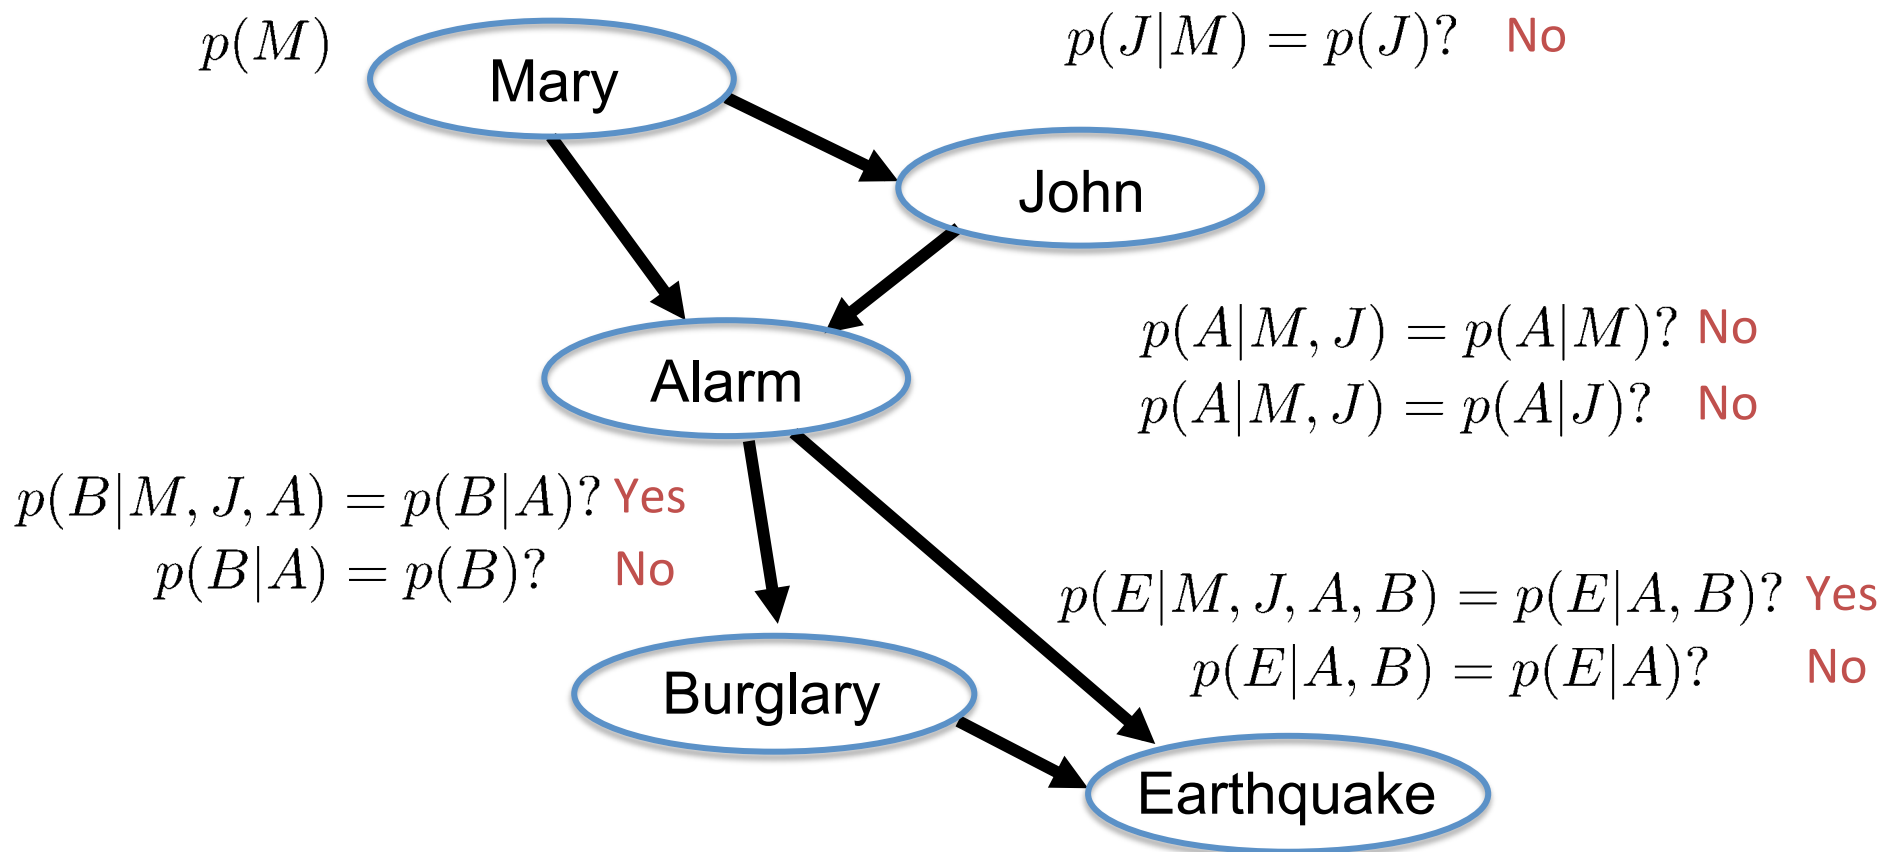 p(M)
Mary
p(J|M) = p(J)? No
John
Alarm
p(A|M, J) = p(A|M)? No
p(A|M, J) = p(A|J)? No
p(B|M, J, A) = p(B|A)? Yes
p(B|A) = p(B)? No
p(E|M, J, A, B) = p(E|A, B)? Yes
p(E|A, B) = p(E|A)? No
Burglary
Earthquake